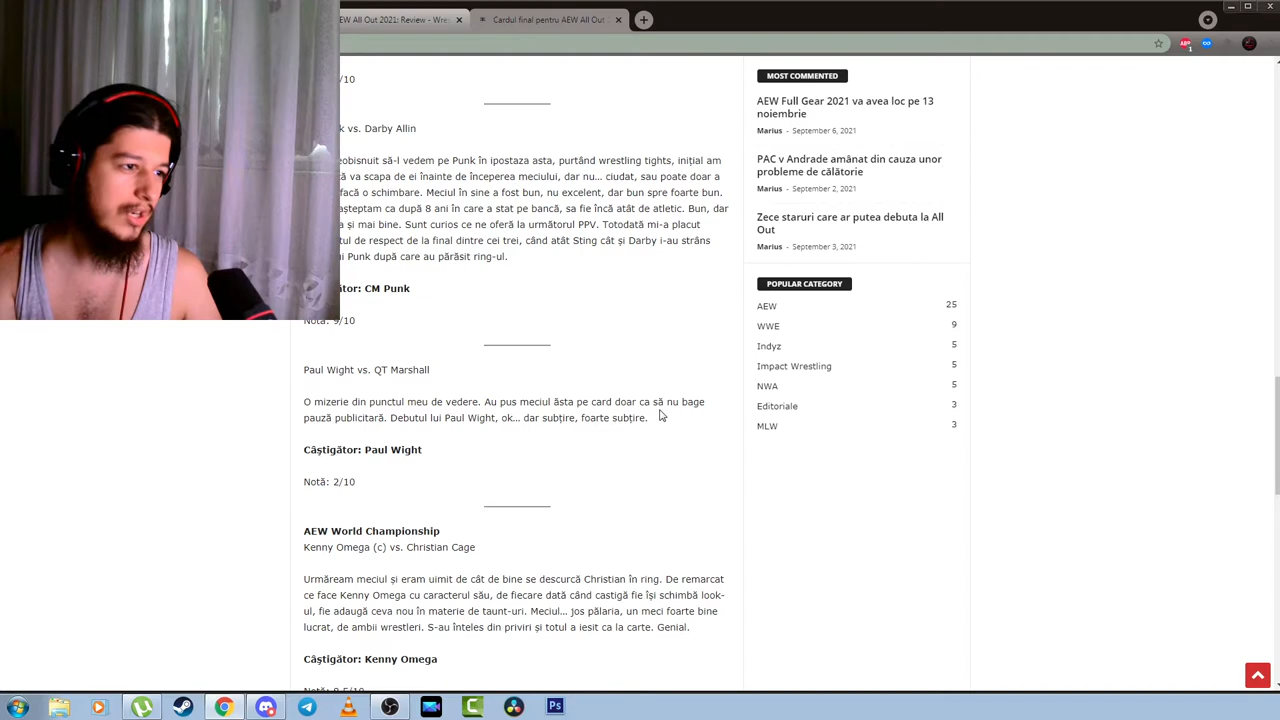 AEW All Out 2021: Review - Wre
Cardul final pentru AEW All Out
/10
k vs. Darby Allin
eobisnuit să-l vedem pe Punk în ipostaza asta, purtând wrestling tights, inițial am
ă va scapa de ei înainte de începerea meciului, dar nu... ciudat, sau poate doar a
facă o schimbare. Meciul în sine a fost bun, nu excelent, dar bun spre foarte bun.
așteptam ca după 8 ani în care a stat pe bancă, sa fie încă atât de atletic. Bun, dar
a și mai bine. Sunt curios ce ne oferă la următorul PPV. Totodată mi-a placut
tul de respect de la final dintre cei trei, când atât Sting cât și Darby i-au strâns
i Punk după care au părăsit ring-ul.
gător: CM Punk
Notă: 9/10
Paul Wight vs. QT Marshall
O mizerie din punctul meu de vedere. Au pus meciul ăsta pe card doar ca să nu bage
pauză publicitară. Debutul lui Paul Wight, ok... dar subțire, foarte subțire.
Câștigător: Paul Wight
Notă: 2/10
AEW World Championship
Kenny Omega (c) vs. Christian Cage
Urmăream meciul și eram uimit de cât de bine se descurcă Christian în ring. De remarcat
ce face Kenny Omega cu caracterul său, de fiecare dată când castigă fie își schimbă look-
ul, fie adaugă ceva nou în materie de taunt-uri. Meciul... jos pălaria, un meci foarte bine
lucrat, de ambii wrestleri. S-au înteles din priviri și totul a iesit ca la carte. Genial.
Câștigător: Kenny Omega
MOST COMMENTED
AEW Full Gear 2021 va avea loc pe 13
noiembrie
Marius - September 6, 2021
PAC v Andrade amânat din cauza unor
probleme de călătorie
Marius - September 2, 2021
Zece staruri care ar putea debuta la All
Out
Marius - September 3, 2021
POPULAR CATEGORY
AEW 25
WWE 9
Indyz 5
Impact Wrestling 5
NWA 5
Editoriale 3
MLW 3
ABP
1
Ps